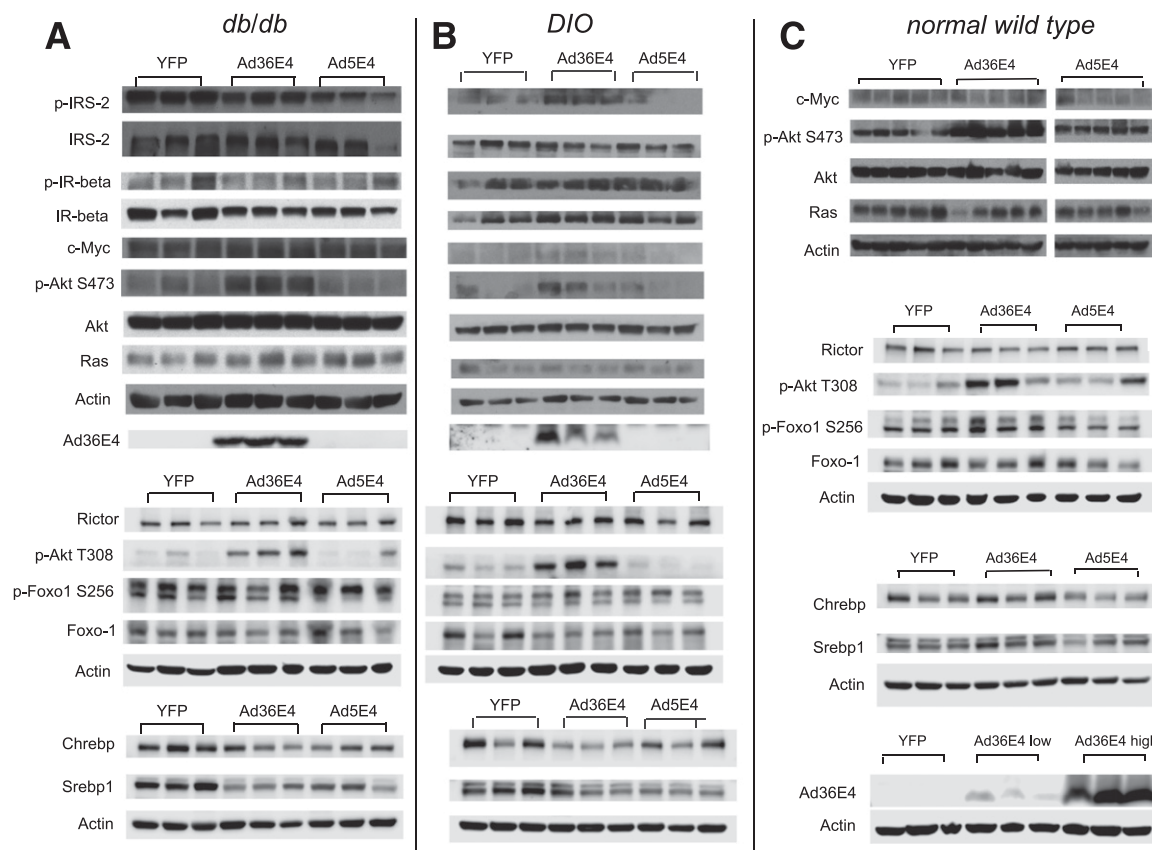 A
db/db
YFP Ad36E4 Ad5E4
p-IRS-2
IRS-2
p-IR-beta
IR-beta
c-Myc
p-Akt S473
Akt
Ras
Actin
Ad36E4
YFP Ad36E4 Ad5E4
Rictor
p-Akt T308
p-Foxo1 S256
Foxo-1
Actin
YFP Ad36E4 Ad5E4
Chrebp
Srebp1
Actin
B
DIO
YFP Ad36E4 Ad5E4
YFP Ad36E4 Ad5E4
YFP Ad36E4 Ad5E4
C
normal wild type
YFP Ad36E4 Ad5E4
c-Myc
p-Akt S473
Akt
Ras
Actin
YFP Ad36E4 Ad5E4
Rictor
p-Akt T308
p-Foxo1 S256
Foxo-1
Actin
YFP Ad36E4 Ad5E4
Chrebp
Srebp1
Actin
YFP Ad36E4 low Ad36E4 high
Ad36E4
Actin